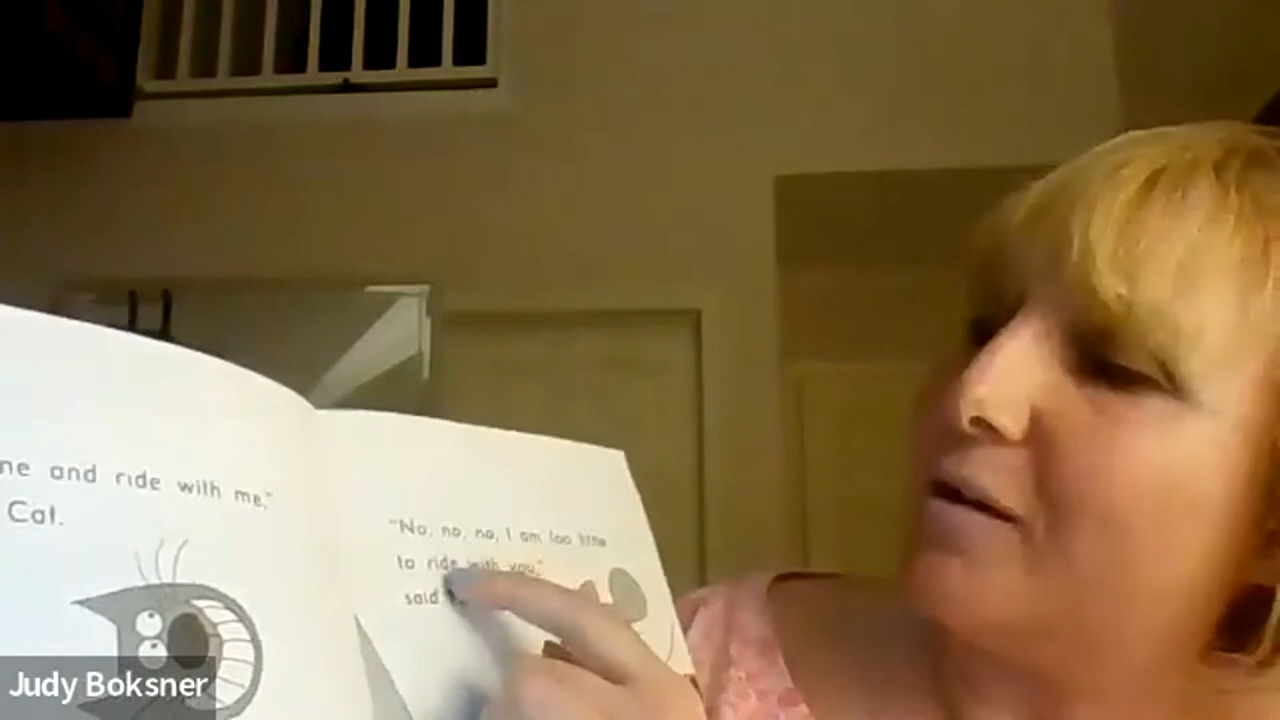 ne and ride with me."
Cat.
"No, no, no, I am too little
to ride with you,"
said
Judy Boksner